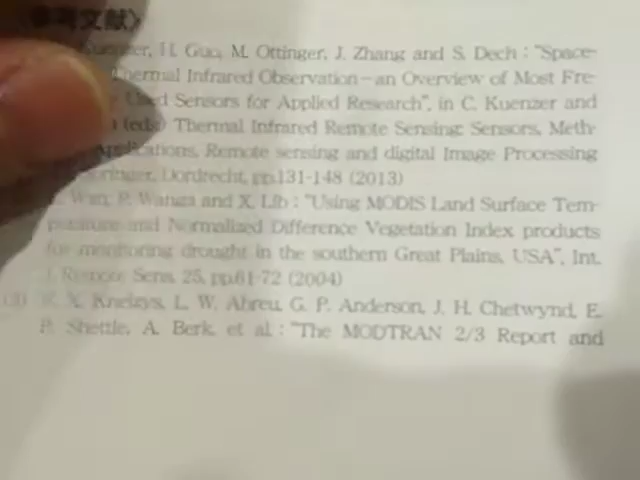 参考文献〉
Kuenzer, H. Guo, M. Ottinger, J. Zhang and S. Dech : "Space-
Thermal Infrared Observation-an Overview of Most Fre-
Used Sensors for Applied Research", in C. Kuenzer and
(eds) Thermal Infrared Remote Sensing: Sensors, Meth-
Applications, Remote sensing and digital Image Processing
Springer, Dordrecht, pp.131-148 (2013)
Wan, P. Wanga and X. Lib : "Using MODIS Land Surface Tem-
perature and Normalized Difference Vegetation Index products
for monitoring drought in the southern Great Plains, USA", Int.
J. Remote Sens, 25, pp.61-72 (2004)
(3) X. Kneizys, L. W. Abreu, G. P. Anderson, J. H. Chetwynd, E.
P. Shettle, A. Berk, et al. : "The MODTRAN 2/3 Report and